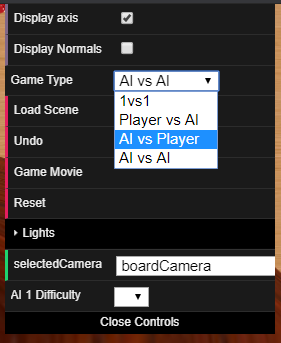 Display axis
Display Normals
Game Type AI vs AI
1vs1
Player vs AI
AI vs Player
AI vs AI
Load Scene
Undo
Game Movie
Reset
Lights
selectedCamera boardCamera
AI 1 Difficulty
Close Controls